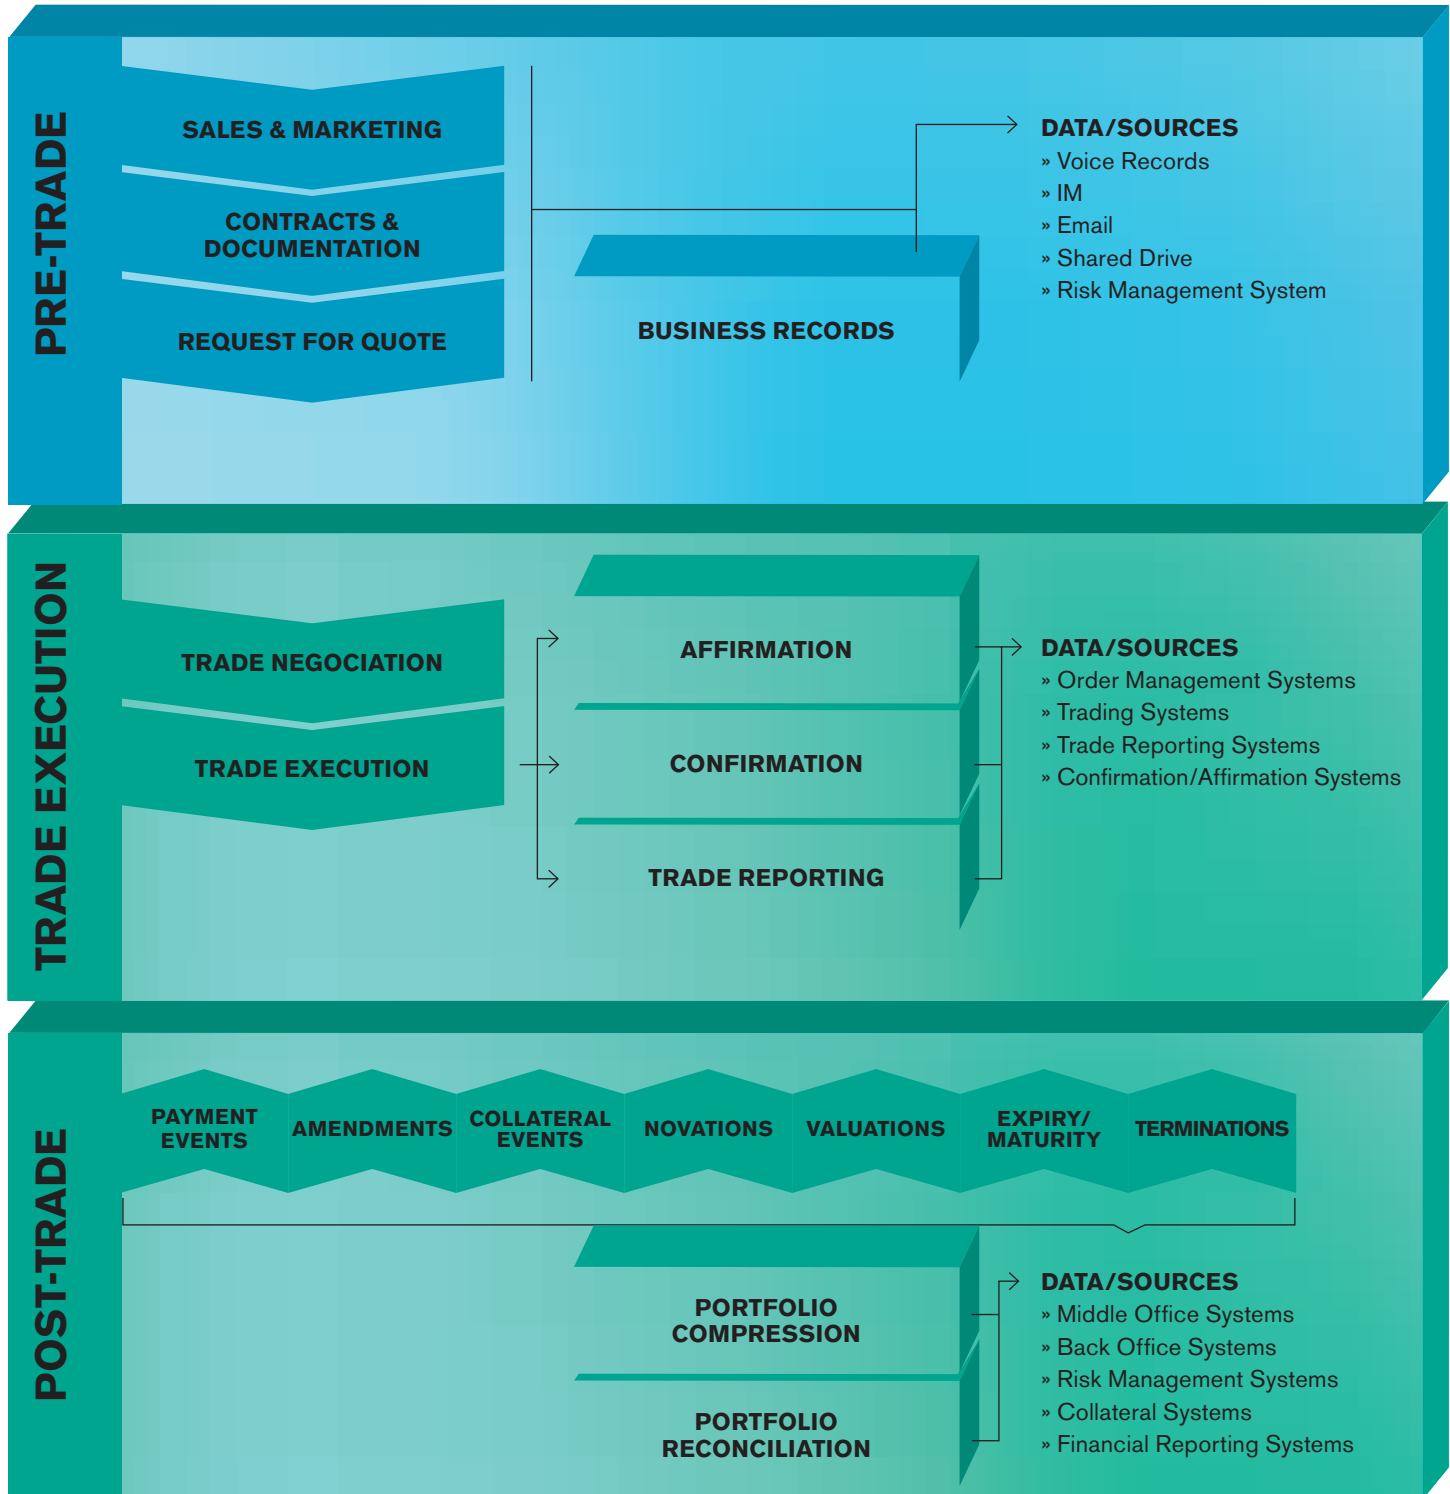 PRE-TRADE
SALES & MARKETING
CONTRACTS &
DOCUMENTATION
REQUEST FOR QUOTE
BUSINESS RECORDS
DATA/SOURCES
» Voice Records
» IM
» Email
» Shared Drive
» Risk Management System
TRADE EXECUTION
TRADE NEGOCIATION
TRADE EXECUTION
AFFIRMATION
CONFIRMATION
TRADE REPORTING
DATA/SOURCES
» Order Management Systems
» Trading Systems
» Trade Reporting Systems
» Confirmation/Affirmation Systems
POST-TRADE
PAYMENT
EVENTS
AMENDMENTS
COLLATERAL
EVENTS
NOVATIONS
VALUATIONS
EXPIRY/
MATURITY
TERMINATIONS
PORTFOLIO
COMPRESSION
PORTFOLIO
RECONCILIATION
DATA/SOURCES
» Middle Office Systems
» Back Office Systems
» Risk Management Systems
» Collateral Systems
» Financial Reporting Systems